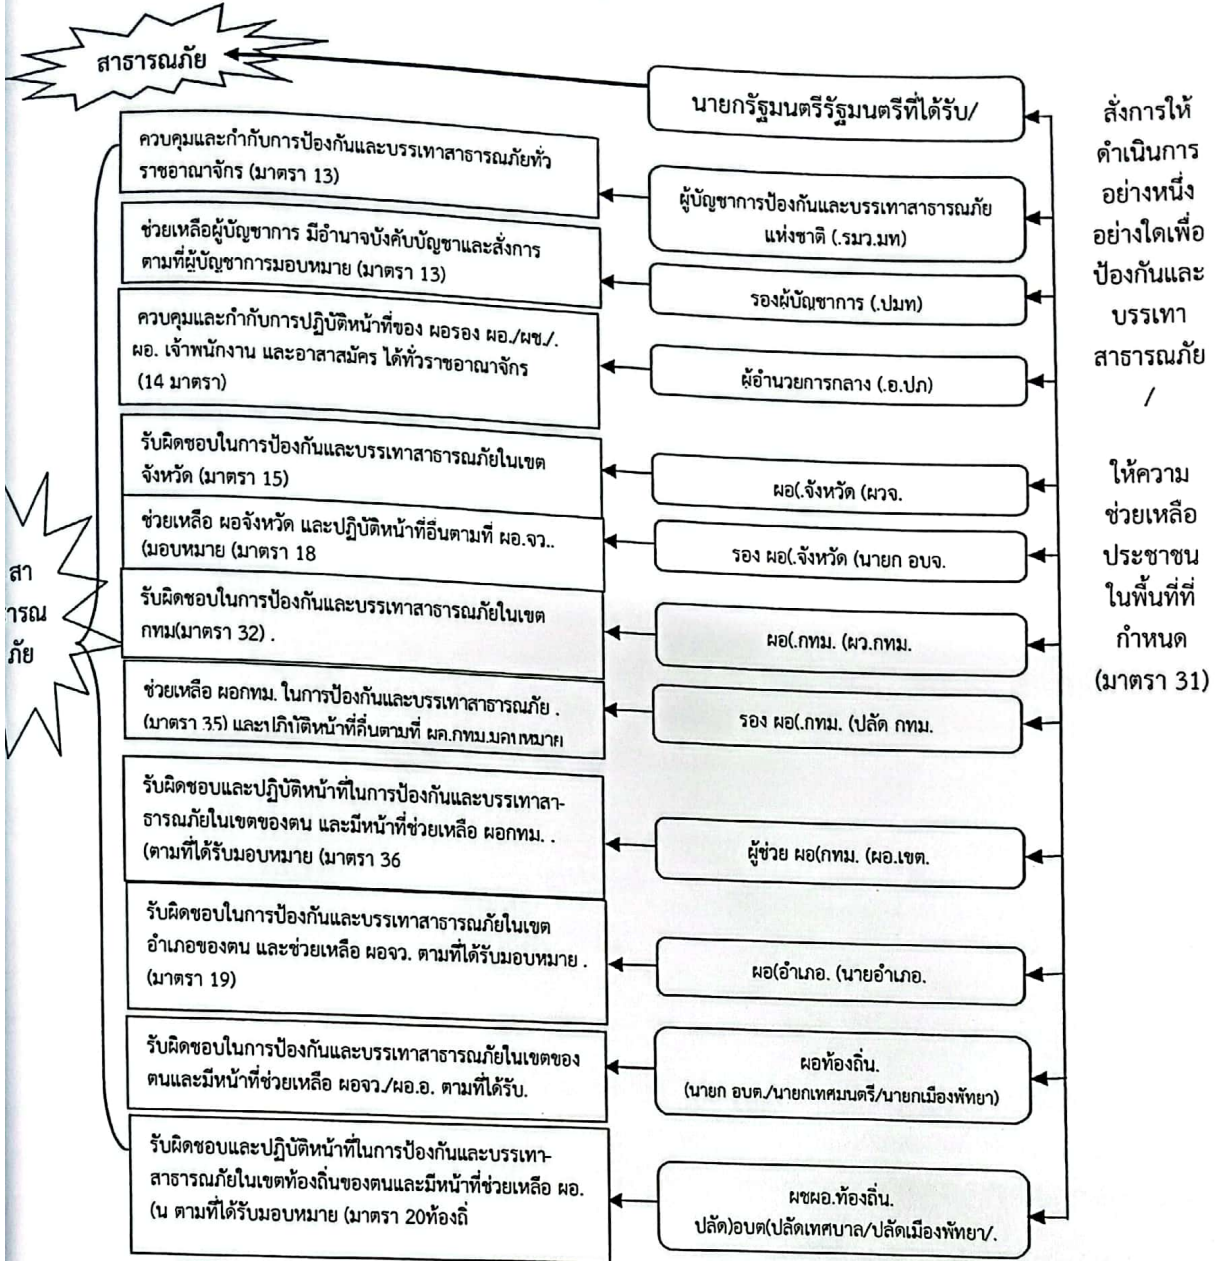 สาธารณภัย
นายกรัฐมนตรีรัฐมนตรีที่ได้รับ/
สั่งการให้
ดำเนินการ
อย่างหนึ่ง
อย่างใดเพื่อ
ป้องกันและ
บรรเทา
สาธารณภัย
/
ให้ความ
ช่วยเหลือ
ประชาชน
ในพื้นที่ที่
กำหนด
(มาตรา 31)
ควบคุมและกำกับการป้องกันและบรรเทาสาธารณภัยทั่ว
ราชอาณาจักร (มาตรา 13)
ผู้บัญชาการป้องกันและบรรเทาสาธารณภัย
แห่งชาติ (.รมว.มท)
ช่วยเหลือผู้บัญชาการ มีอำนาจบังคับบัญชาและสั่งการ
ตามที่ผู้บัญชาการมอบหมาย (มาตรา 13)
รองผู้บัญชาการ (.ปมท)
ควบคุมและกำกับการปฏิบัติหน้าที่ของ ผอรอง ผอ./ผช./.
ผอ. เจ้าพนักงาน และอาสาสมัคร ได้ทั่วราชอาณาจักร
(14 มาตรา)
ผู้อำนวยการกลาง (.อ.ปภ)
รับผิดชอบในการป้องกันและบรรเทาสาธารณภัยในเขต
จังหวัด (มาตรา 15)
ผอ(.จังหวัด (ผวจ.
ช่วยเหลือ ผอจังหวัด และปฏิบัติหน้าที่อื่นตามที่ ผอ.จว..
(มอบหมาย (มาตรา 18
รอง ผอ(.จังหวัด (นายก อบจ.
สา
ารณ
ภัย
รับผิดชอบในการป้องกันและบรรเทาสาธารณภัยในเขต
กทม(มาตรา 32) .
ผอ(.กทม. (ผว.กทม.
ช่วยเหลือ ผอกทม. ในการป้องกันและบรรเทาสาธารณภัย .
(มาตรา 35) และปฏิบัติหน้าที่อื่นตามที่ ผอ.กทม.มอบหมาย
รอง ผอ(.กทม. (ปลัด กทม.
รับผิดชอบและปฏิบัติหน้าที่ในการป้องกันและบรรเทาสา-
ธารณภัยในเขตของตน และมีหน้าที่ช่วยเหลือ ผอกทม. .
(ตามที่ได้รับมอบหมาย (มาตรา 36
ผู้ช่วย ผอ(กทม. (ผอ.เขต.
รับผิดชอบในการป้องกันและบรรเทาสาธารณภัยในเขต
อำเภอของตน และช่วยเหลือ ผอจว. ตามที่ได้รับมอบหมาย .
(มาตรา 19)
ผอ(อำเภอ. (นายอำเภอ.
รับผิดชอบในการป้องกันและบรรเทาสาธารณภัยในเขตของ
ตนและมีหน้าที่ช่วยเหลือ ผอจว./ผอ.อ. ตามที่ได้รับ.
ผอท้องถิ่น.
(นายก อบต./นายกเทศมนตรี/นายกเมืองพัทยา)
รับผิดชอบและปฏิบัติหน้าที่ในการป้องกันและบรรเทา-
สาธารณภัยในเขตท้องถิ่นของตนและมีหน้าที่ช่วยเหลือ ผอ.
(น ตามที่ได้รับมอบหมาย (มาตรา 20ท้องถิ่
ผชผอ.ท้องถิ่น.
ปลัด)อบต(ปลัดเทศบาล/ปลัดเมืองพัทยา/.